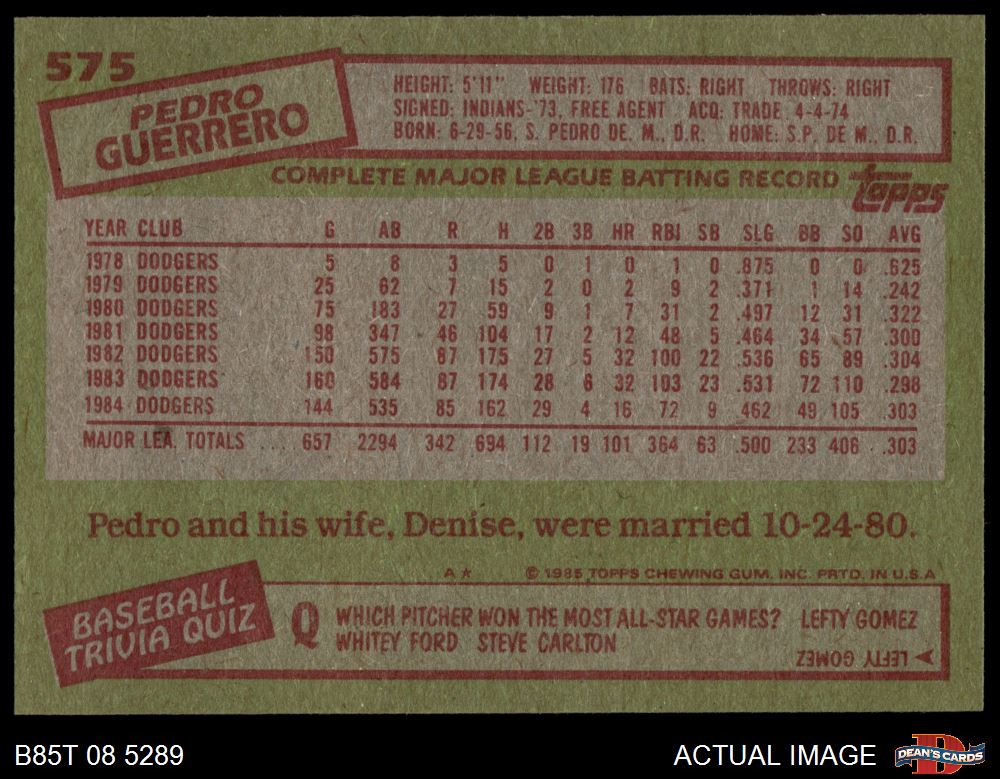 575
PEDRO
GUERRERO
HEIGHT: 5'11" WEIGHT: 176 BATS: RIGHT THROWS: RIGHT
SIGNED: INDIANS-'73, FREE AGENT ACQ: TRADE, 4-4-74
BORN: 6-29-56, S. PEDRO DE. M., D.R. HOME: S.P. DE M., D.R.
COMPLETE MAJOR LEAGUE BATTING RECORD
topps
YEAR CLUB G AB R H 2B 3B HR RBI SB SLG BB SO AVG
1978 DODGERS 5 8 3 5 0 1 0 1 0 .875 0 0 .625
1979 DODGERS 25 62 7 15 2 0 2 9 2 .371 1 14 .242
1980 DODGERS 75 183 27 59 9 1 7 31 2 .497 12 31 .322
1981 DODGERS 98 347 46 104 17 2 12 48 5 .464 34 57 .300
1982 DODGERS 150 575 87 175 27 5 32 100 22 .536 65 89 .304
1983 DODGERS 160 584 87 174 28 6 32 103 23 .531 72 110 .298
1984 DODGERS 144 535 85 162 29 4 16 72 9 .462 49 105 .303
MAJOR LEA. TOTALS ... 657 2294 342 694 112 19 101 364 63 .500 233 406 .303
Pedro and his wife, Denise, were married 10-24-80.
A★ © 1985 TOPPS CHEWING GUM, INC. PRTD. IN U.S.A
BASEBALL
TRIVIA QUIZ
Q WHICH PITCHER WON THE MOST ALL-STAR GAMES? LEFTY GOMEZ
WHITEY FORD STEVE CARLTON
LEFTY GOMEZ
B85T 08 5289
ACTUAL IMAGE
D
DEAN'S CARDS